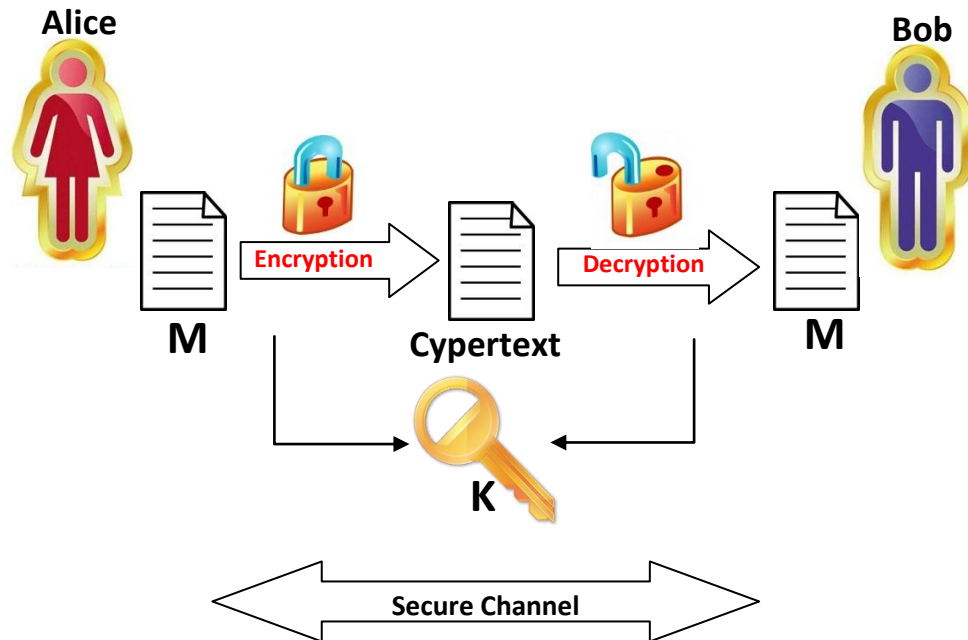 Alice
Bob
Encryption
Decryption
M
Cypertext
M
K
Secure Channel